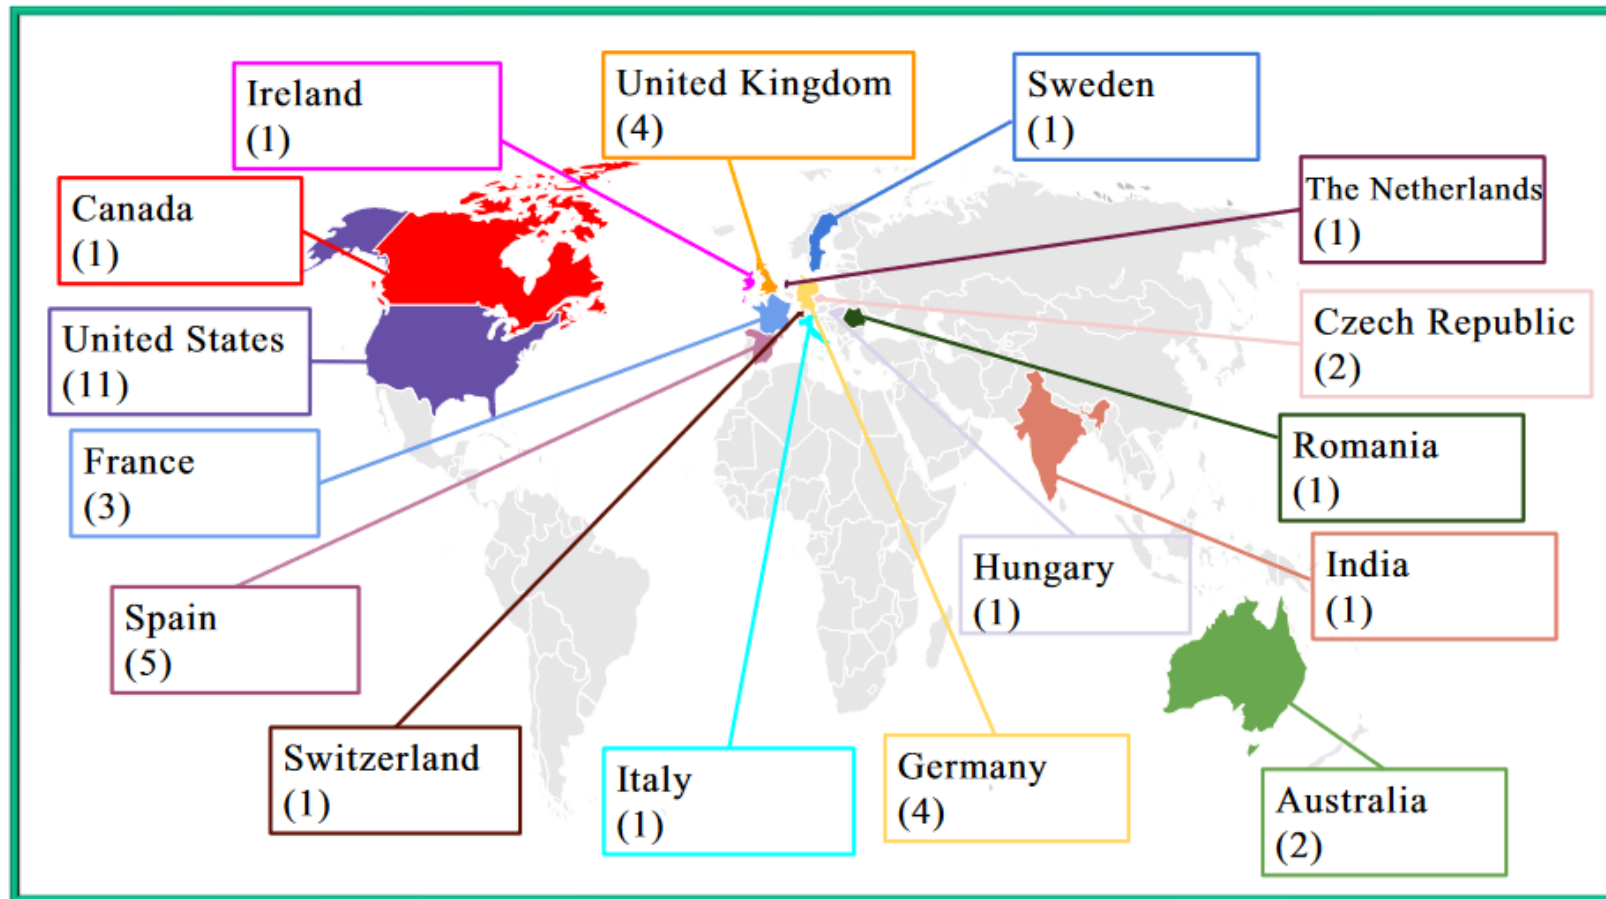 Ireland
(1)
United Kingdom
(4)
Sweden
(1)
Canada
(1)
The Netherlands
(1)
United States
(11)
Czech Republic
(2)
France
(3)
Romania
(1)
Spain
(5)
Hungary
(1)
India
(1)
Switzerland
(1)
Italy
(1)
Germany
(4)
Australia
(2)